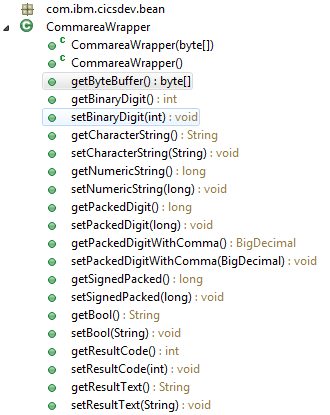 com.ibm.cicsdev.bean
CommareaWrapper
CommareaWrapper(byte[])
CommareaWrapper()
getByteBuffer() : byte[]
getBinaryDigit() : int
setBinaryDigit(int) : void
getCharacterString() : String
setCharacterString(String) : void
getNumericString() : long
setNumericString(long) : void
getPackedDigit() : long
setPackedDigit(long) : void
getPackedDigitWithComma() : BigDecimal
setPackedDigitWithComma(BigDecimal) : void
getSignedPacked() : long
setSignedPacked(long) : void
getBool() : String
setBool(String) : void
getResultCode() : int
setResultCode(int) : void
getResultText() : String
setResultText(String) : void